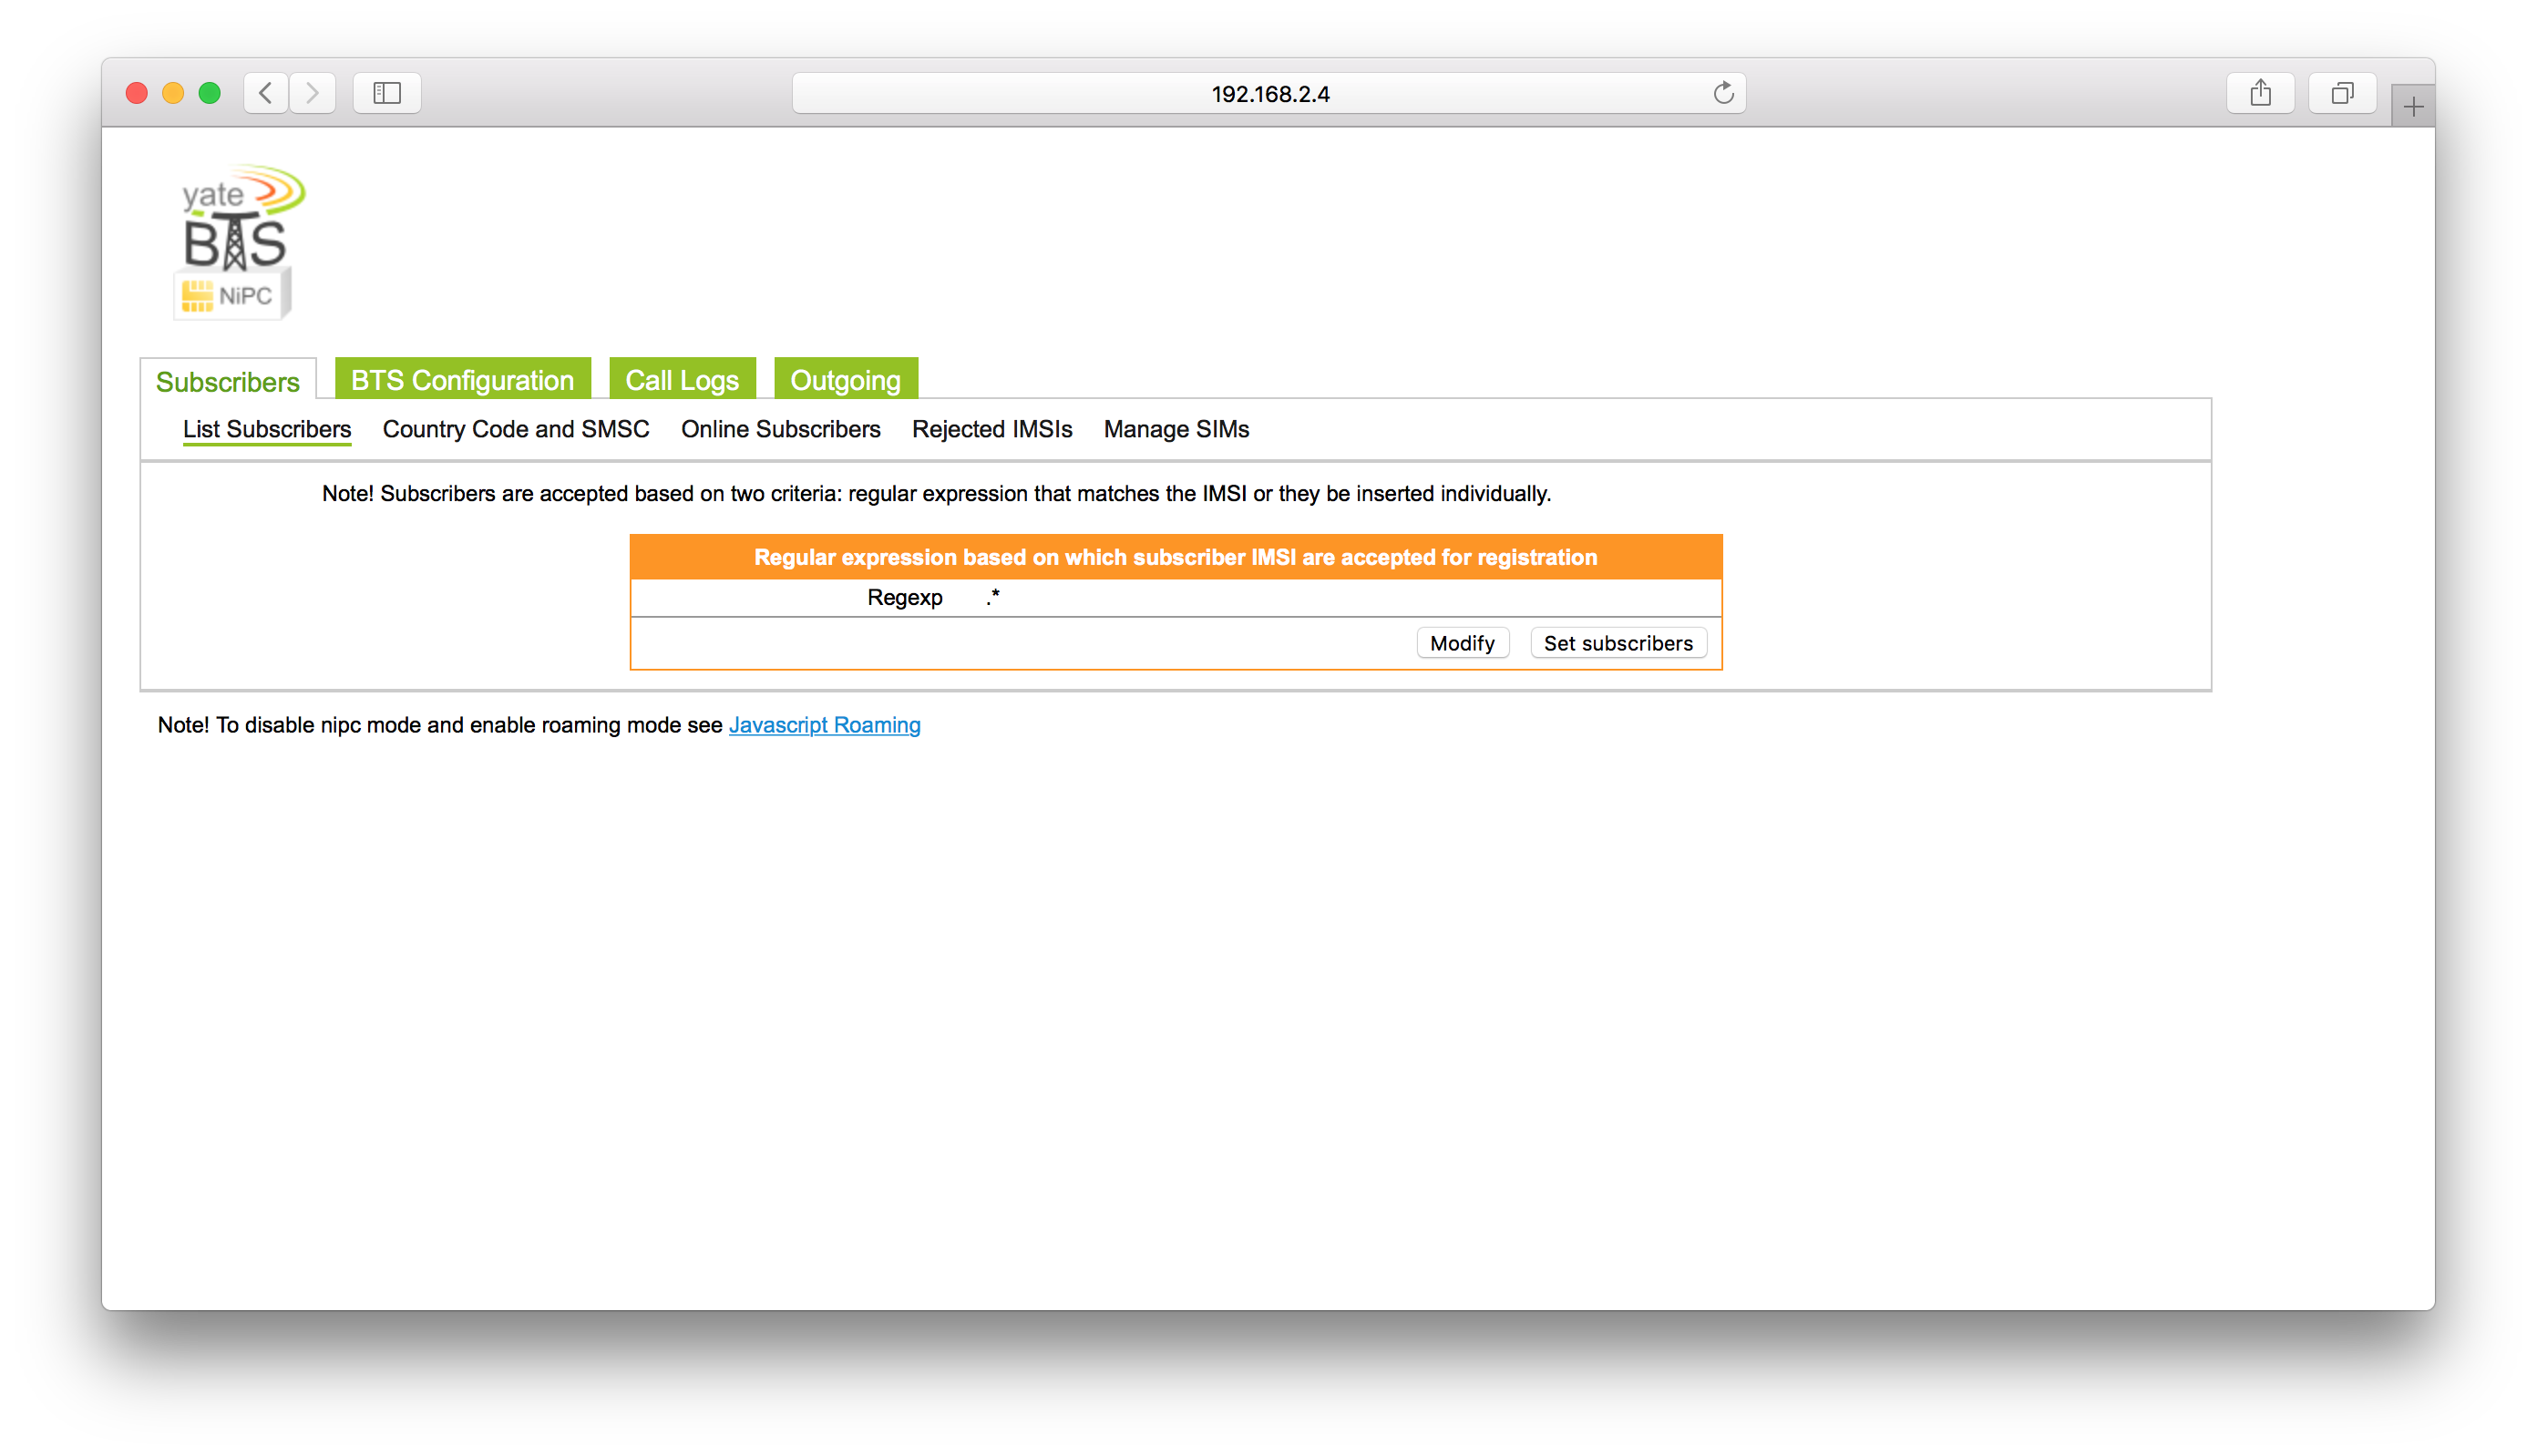 192.168.2.4
yate
BTS
NiPC
Subscribers BTS Configuration Call Logs Outgoing
List Subscribers Country Code and SMSC Online Subscribers Rejected IMSIs Manage SIMs
Note! Subscribers are accepted based on two criteria: regular expression that matches the IMSI or they be inserted individually.
Regular expression based on which subscriber IMSI are accepted for registration
Regexp .*
Modify Set subscribers
Note! To disable nipc mode and enable roaming mode see Javascript Roaming